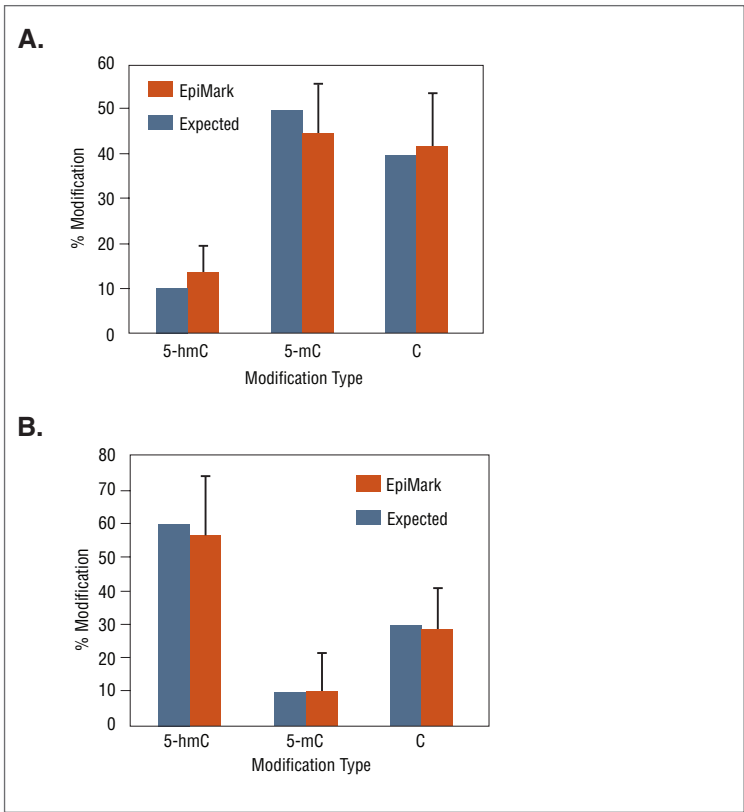 A.
60
50
40
30
20
10
0
% Modification
EpiMark
Expected
5-hmC 5-mC C
Modification Type
B.
80
70
60
50
40
30
20
10
0
% Modification
EpiMark
Expected
5-hmC 5-mC C
Modification Type